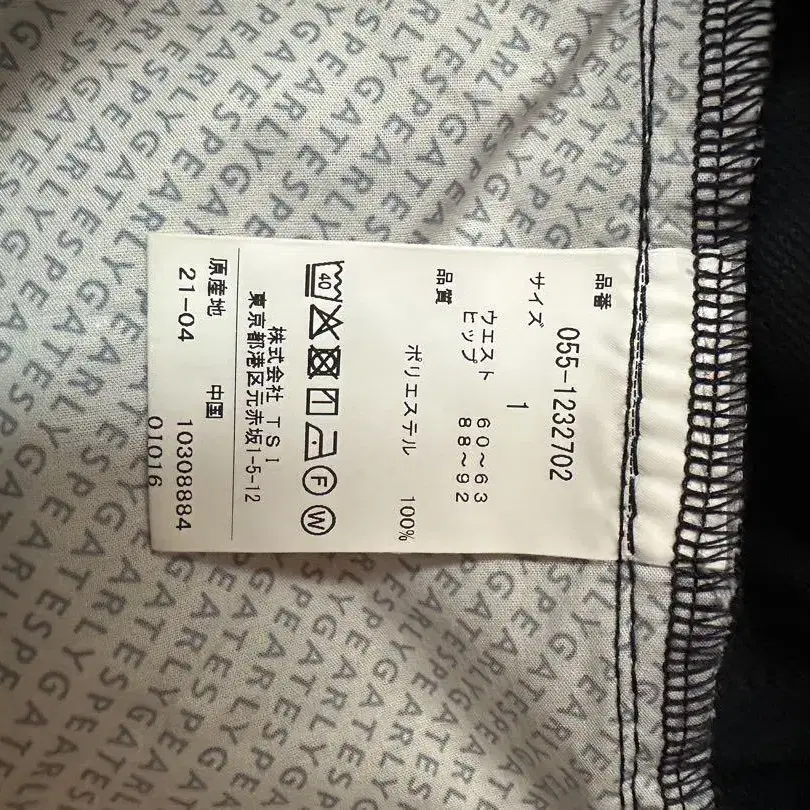 品番
055-1232702
サイズ
1
ウエスト 60～63
ヒップ 88～92
品質
ポリエステル 100%
40
F
W
株式会社 TSI
東京都港区元赤坂1-5-12
原産地 中国
21-04 10308884
01016
PEARLYGATESPEARLYGATESPEARLYGATES